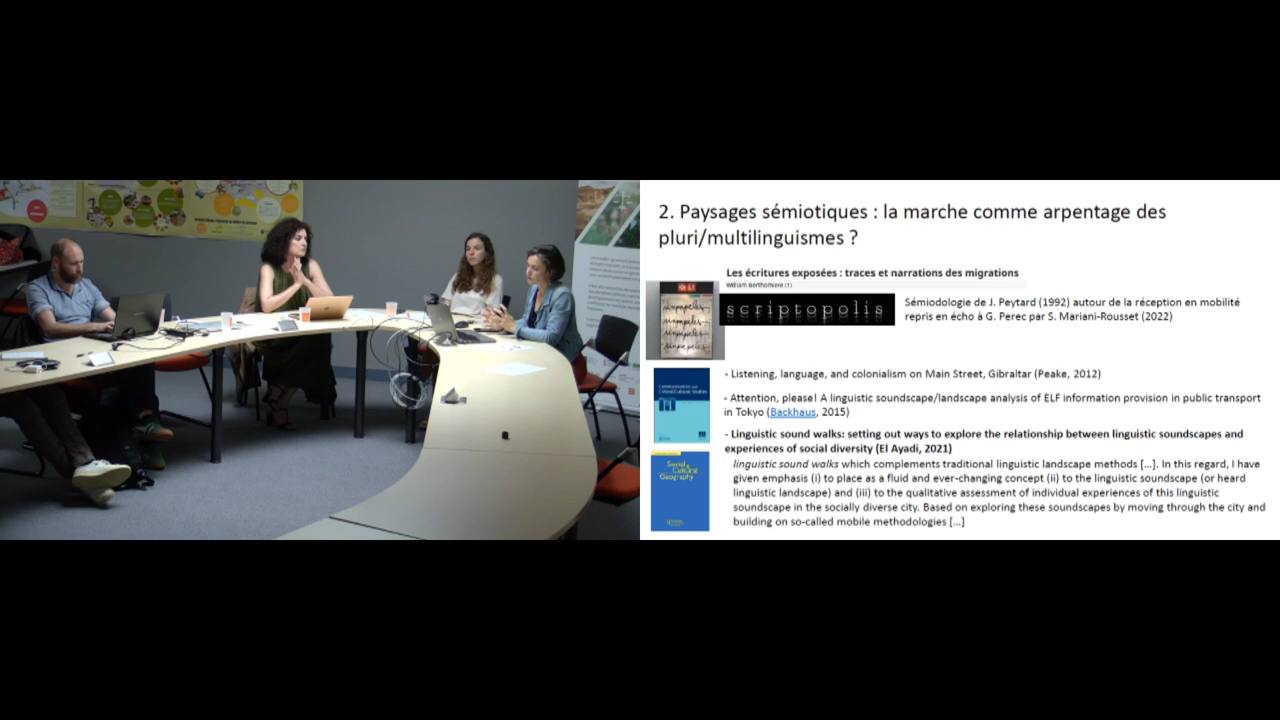 2. Paysages sémiotiques : la marche comme arpentage des
pluri/multilinguismes ?
Les écritures exposées : traces et narrations des migrations
William Berthomière (1)
scriptopolis
Sémiodologie de J. Peytard (1992) autour de la réception en mobilité
repris en écho à G. Perec par S. Mariani-Rousset (2022)
- Listening, language, and colonialism on Main Street, Gibraltar (Peake, 2012)
- Attention, please! A linguistic soundscape/landscape analysis of ELF information provision in public transport
in Tokyo (Backhaus, 2015)
- Linguistic sound walks: setting out ways to explore the relationship between linguistic soundscapes and
experiences of social diversity (El Ayadi, 2021)
linguistic sound walks which complements traditional linguistic landscape methods [...]. In this regard, I have
given emphasis (i) to place as a fluid and ever-changing concept (ii) to the linguistic soundscape (or heard
linguistic landscape) and (iii) to the qualitative assessment of individual experiences of this linguistic
soundscape in the socially diverse city. Based on exploring these soundscapes by moving through the city and
building on so-called mobile methodologies [...]
Social
Cultural
Geography